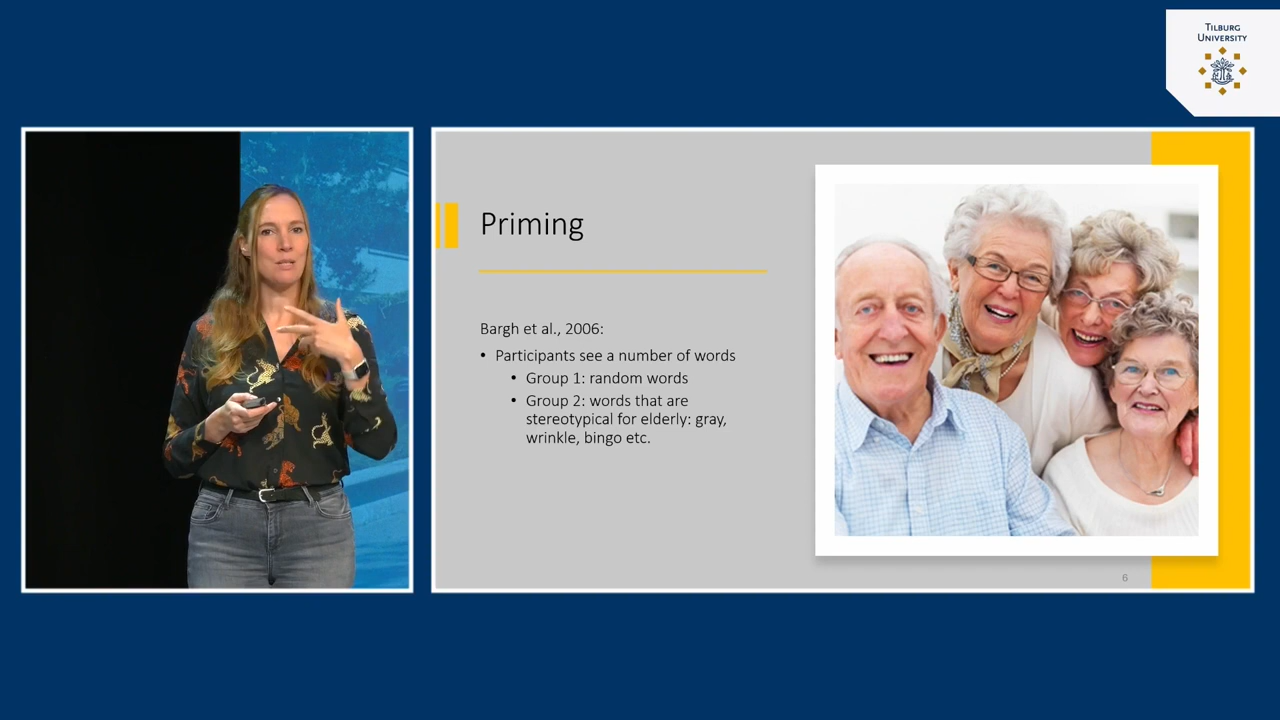 TILBURG
UNIVERSITY
Priming
Bargh et al., 2006:
• Participants see a number of words
• Group 1: random words
• Group 2: words that are
stereotypical for elderly: gray,
wrinkle, bingo etc.
6